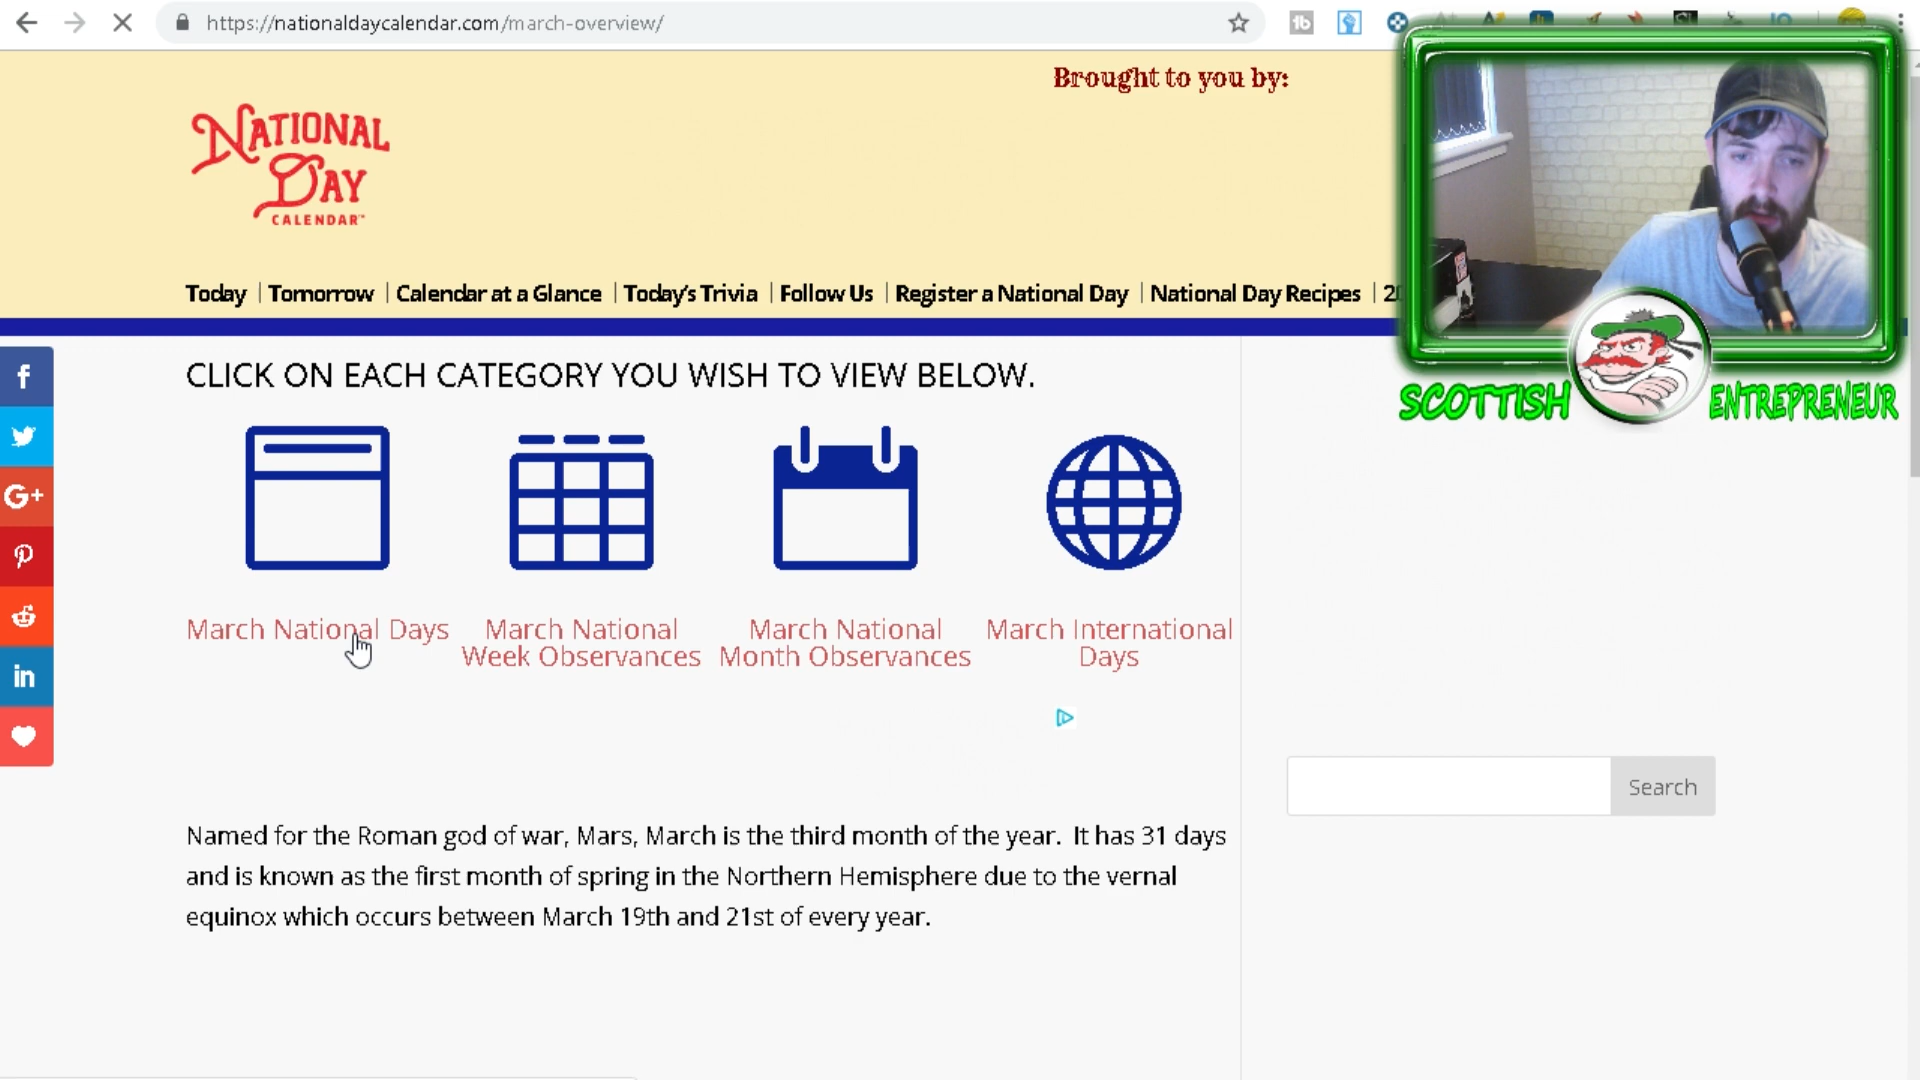 https://nationaldaycalendar.com/march-overview/
Brought to you by:
NATIONAL
DAY
CALENDAR™
Today | Tomorrow | Calendar at a Glance | Today's Trivia | Follow Us | Register a National Day | National Day Recipes |
CLICK ON EACH CATEGORY YOU WISH TO VIEW BELOW.
SCOTTISH ENTREPRENEUR
March National Days
March National
Week Observances
March National
Month Observances
March International
Days
Search
Named for the Roman god of war, Mars, March is the third month of the year. It has 31 days
and is known as the first month of spring in the Northern Hemisphere due to the vernal
equinox which occurs between March 19th and 21st of every year.
f
G+
in